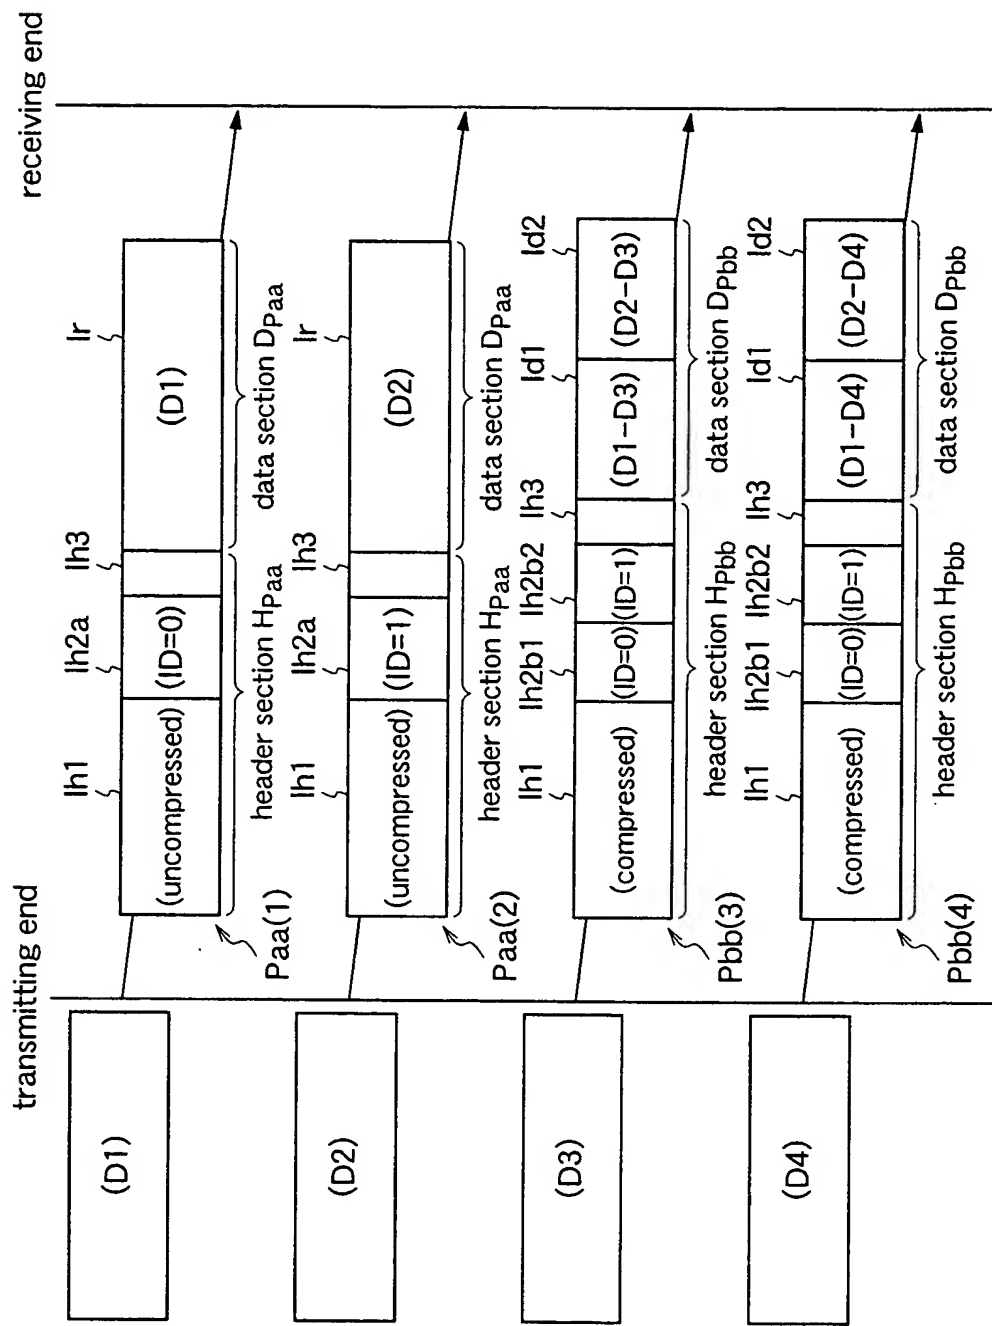 transmitting end
receiving end
(D1)
Ih1
Ih2a
Ih3
Ir
(uncompressed)
(ID=0)
(D1)
Paa(1)
header section HPaa
data section DPaa
(D2)
Ih1
Ih2a
Ih3
Ir
(uncompressed)
(ID=1)
(D2)
Paa(2)
header section HPaa
data section DPaa
(D3)
Ih1
Ih2b1
Ih2b2
Ih3
Id1
Id2
(compressed)
(ID=0)
(ID=1)
(D1-D3)
(D2-D3)
Pbb(3)
header section HPbb
data section DPbb
(D4)
Ih1
Ih2b1
Ih2b2
Ih3
Id1
Id2
(compressed)
(ID=0)
(ID=1)
(D1-D4)
(D2-D4)
Pbb(4)
header section HPbb
data section DPbb